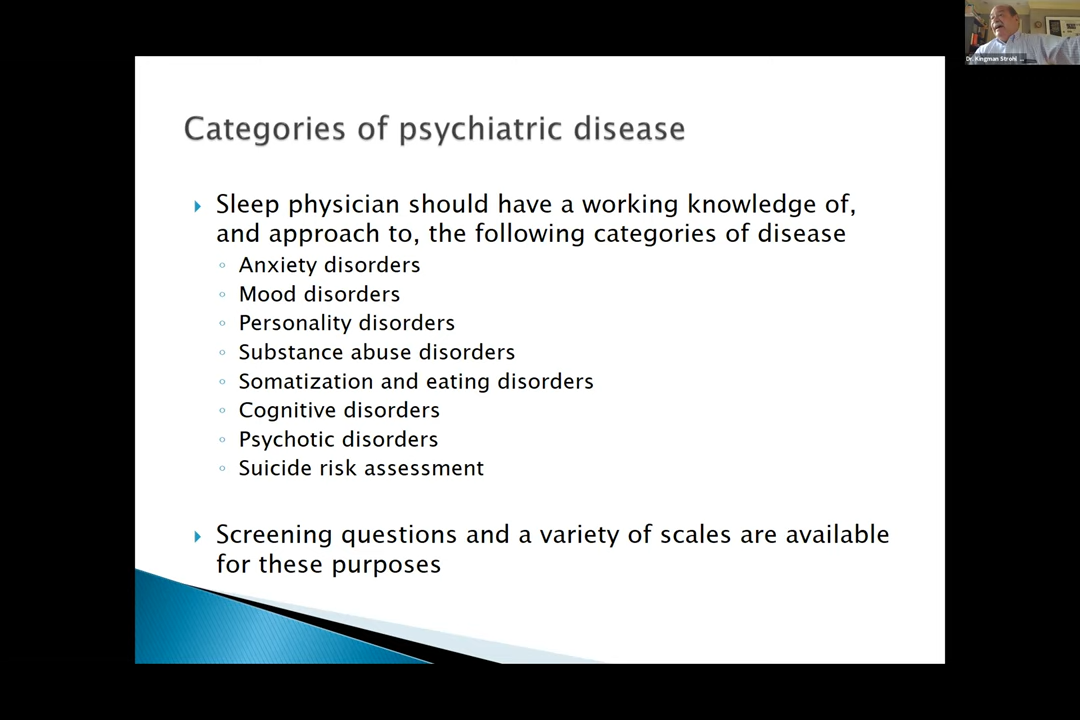 Dr. Kingman Strohl
Categories of psychiatric disease
Sleep physician should have a working knowledge of,
and approach to, the following categories of disease
Anxiety disorders
Mood disorders
Personality disorders
Substance abuse disorders
Somatization and eating disorders
Cognitive disorders
Psychotic disorders
Suicide risk assessment
Screening questions and a variety of scales are available
for these purposes